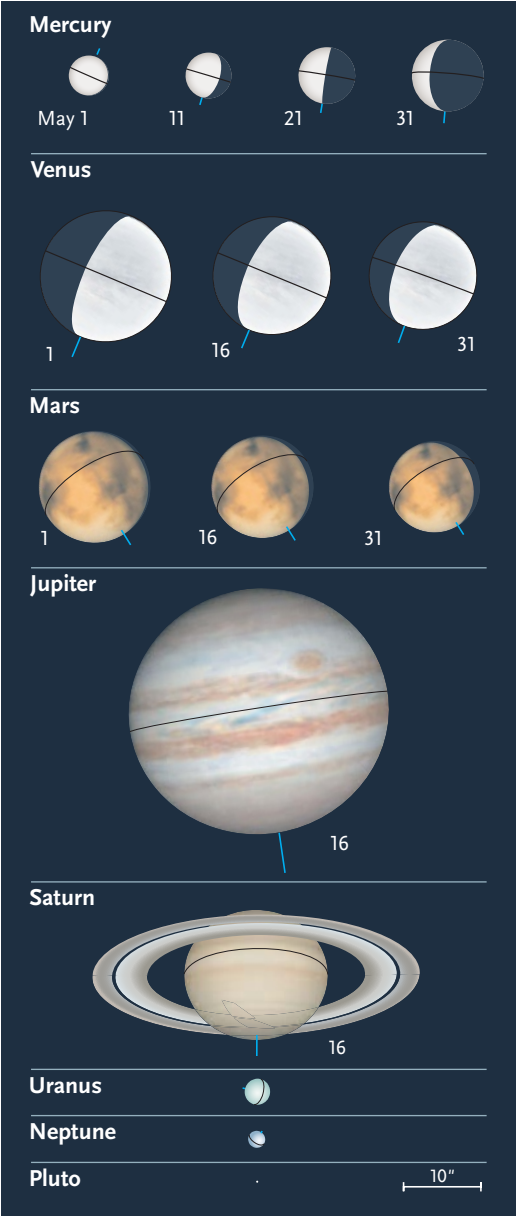 Mercury
May 1 11 21 31
Venus
1 16 31
Mars
1 16 31
Jupiter
16
Saturn
16
Uranus
Neptune
Pluto
10"